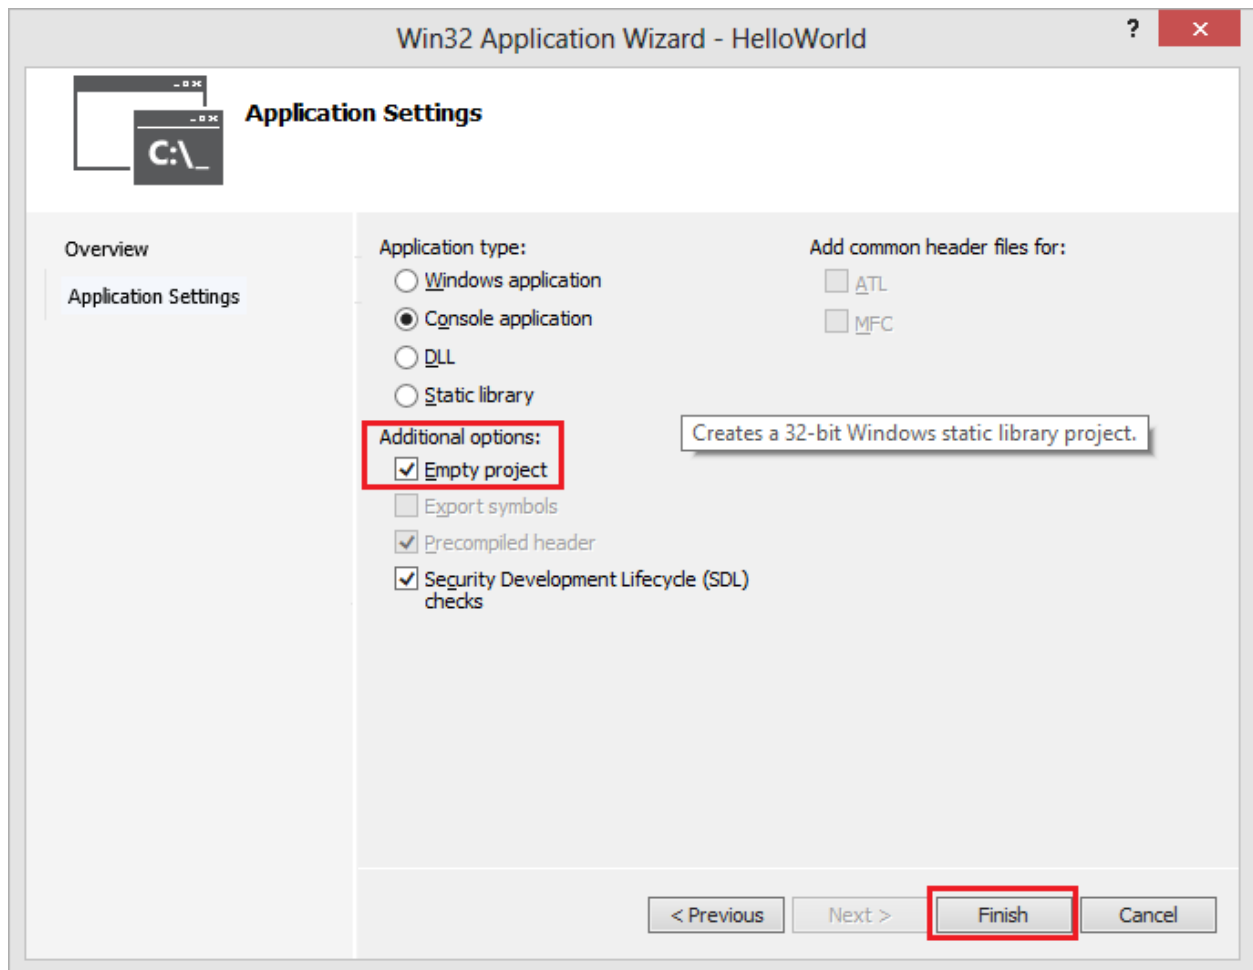 Win32 Application Wizard - HelloWorld
?
C:\_
Application Settings
Overview
Application Settings
Application type:
Windows application
Console application
DLL
Static library
Add common header files for:
ATL
MFC
Additional options:
Empty project
Export symbols
Precompiled header
Security Development Lifecycle (SDL)
checks
Creates a 32-bit Windows static library project.
< Previous
Next >
Finish
Cancel